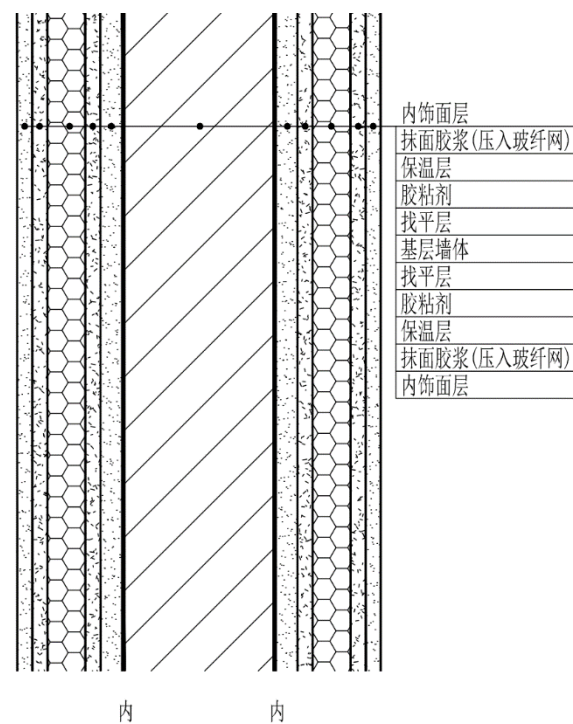 内饰面层
抹面胶浆(压入玻纤网)
保温层
胶粘剂
找平层
基层墙体
找平层
胶粘剂
保温层
抹面胶浆(压入玻纤网)
内饰面层
内 内